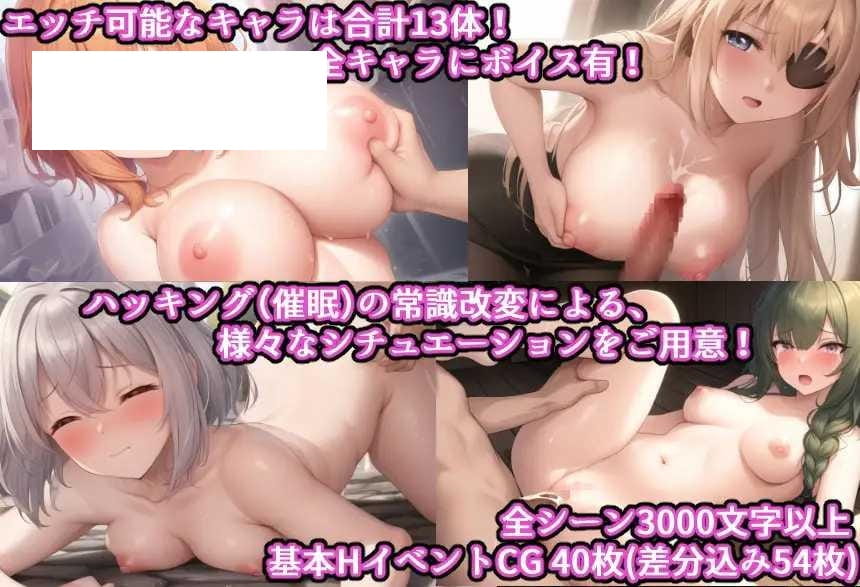 エッチ可能なキャラは合計13体！
全キャラにボイス有！
ハッキング(催眠)の常識改変による、
様々なシチュエーションをご用意！
全シーン3000文字以上
基本HイベントCG 40枚(差分込み54枚)